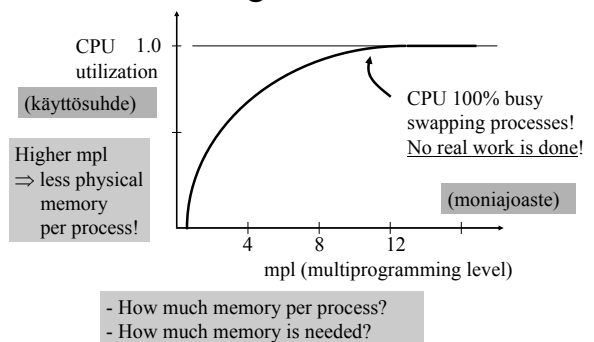 CPU 1.0
utilization
(käyttösuhde)
Higher mpl
⇒ less physical
memory
per process!
CPU 100% busy
swapping processes!
No real work is done!
(moniajoaste)
4 8 12
mpl (multiprogramming level)
- How much memory per process?
- How much memory is needed?